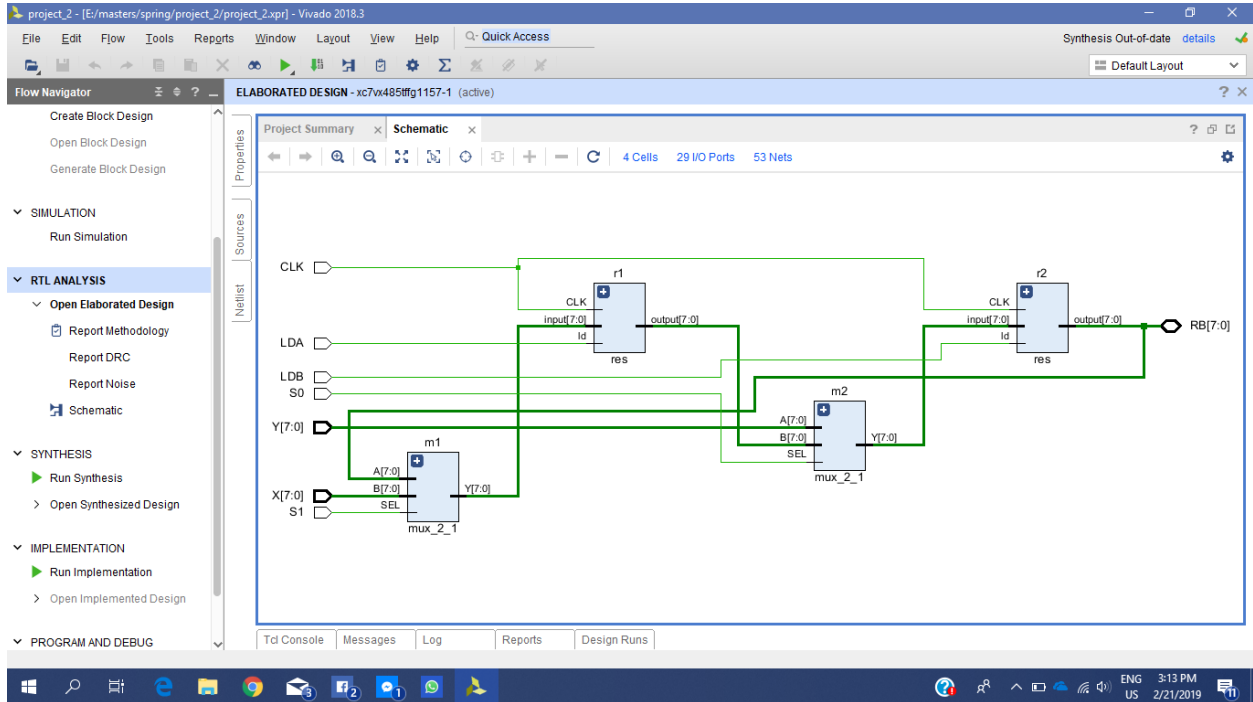 project_2 - [E:/masters/spring/project_2/project_2.xpr] - Vivado 2018.3
File Edit Flow Tools Reports Window Layout View Help Quick Access
Synthesis Out-of-date details
Default Layout
Flow Navigator
ELABORATED DESIGN - xc7vx485tffg1157-1 (active)
Create Block Design
Open Block Design
Generate Block Design
SIMULATION
Run Simulation
RTL ANALYSIS
Open Elaborated Design
Report Methodology
Report DRC
Report Noise
Schematic
SYNTHESIS
Run Synthesis
Open Synthesized Design
IMPLEMENTATION
Run Implementation
Open Implemented Design
PROGRAM AND DEBUG
Properties
Sources
Netlist
Project Summary Schematic
4 Cells 29 I/O Ports 53 Nets
CLK
LDA
LDB
S0
Y[7:0]
X[7:0]
S1
m1
A[7:0]
B[7:0]
SEL
Y[7:0]
mux_2_1
r1
CLK
input[7:0]
ld
output[7:0]
res
m2
A[7:0]
B[7:0]
SEL
Y[7:0]
mux_2_1
r2
CLK
input[7:0]
ld
output[7:0]
res
RB[7:0]
Tcl Console Messages Log Reports Design Runs
3
2
1
ENG
US
3:13 PM
2/21/2019
11